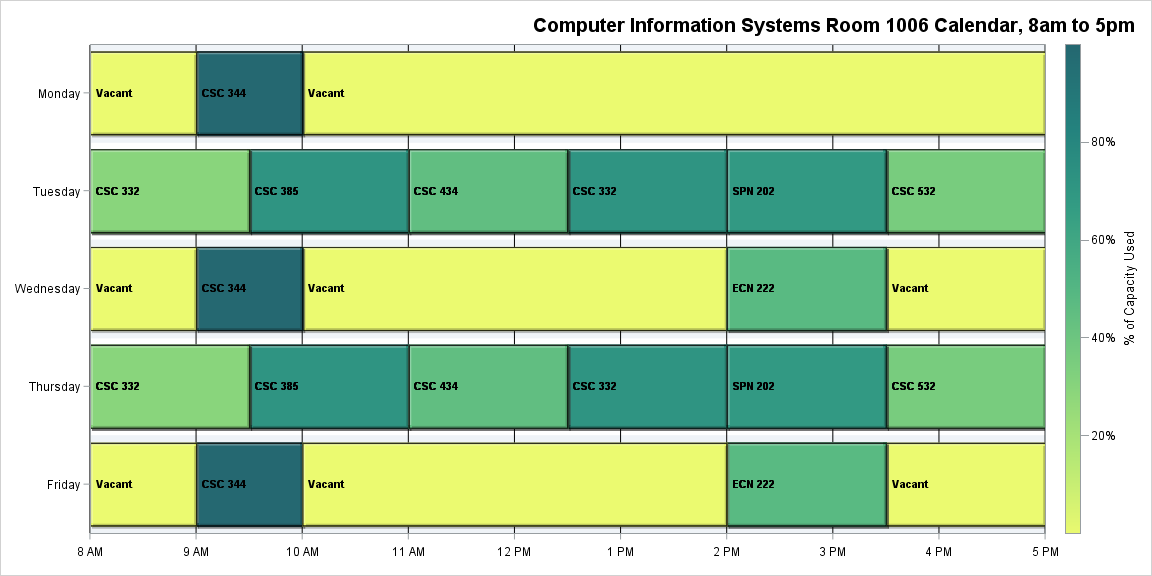 Computer Information Systems Room 1006 Calendar, 8am to 5pm
Monday
Vacant
CSC 344
Vacant
Tuesday
CSC 332
CSC 385
CSC 434
CSC 332
SPN 202
CSC 532
Wednesday
Vacant
CSC 344
Vacant
ECN 222
Vacant
Thursday
CSC 332
CSC 385
CSC 434
CSC 332
SPN 202
CSC 532
Friday
Vacant
CSC 344
Vacant
ECN 222
Vacant
8 AM
9 AM
10 AM
11 AM
12 PM
1 PM
2 PM
3 PM
4 PM
5 PM
80%
60%
40%
20%
% of Capacity Used